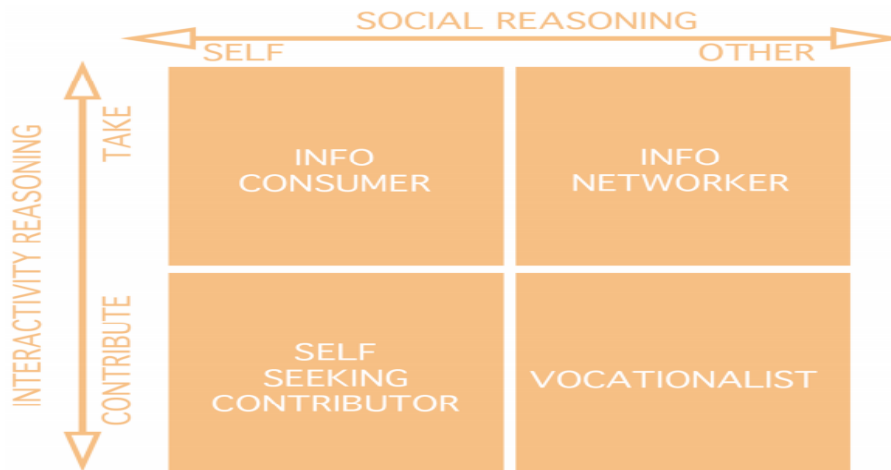 SOCIAL REASONING
SELF
OTHER
INTERACTIVITY REASONING
TAKE
CONTRIBUTE
INFO
CONSUMER
INFO
NETWORKER
SELF
SEEKING
CONTRIBUTOR
VOCATIONALIST